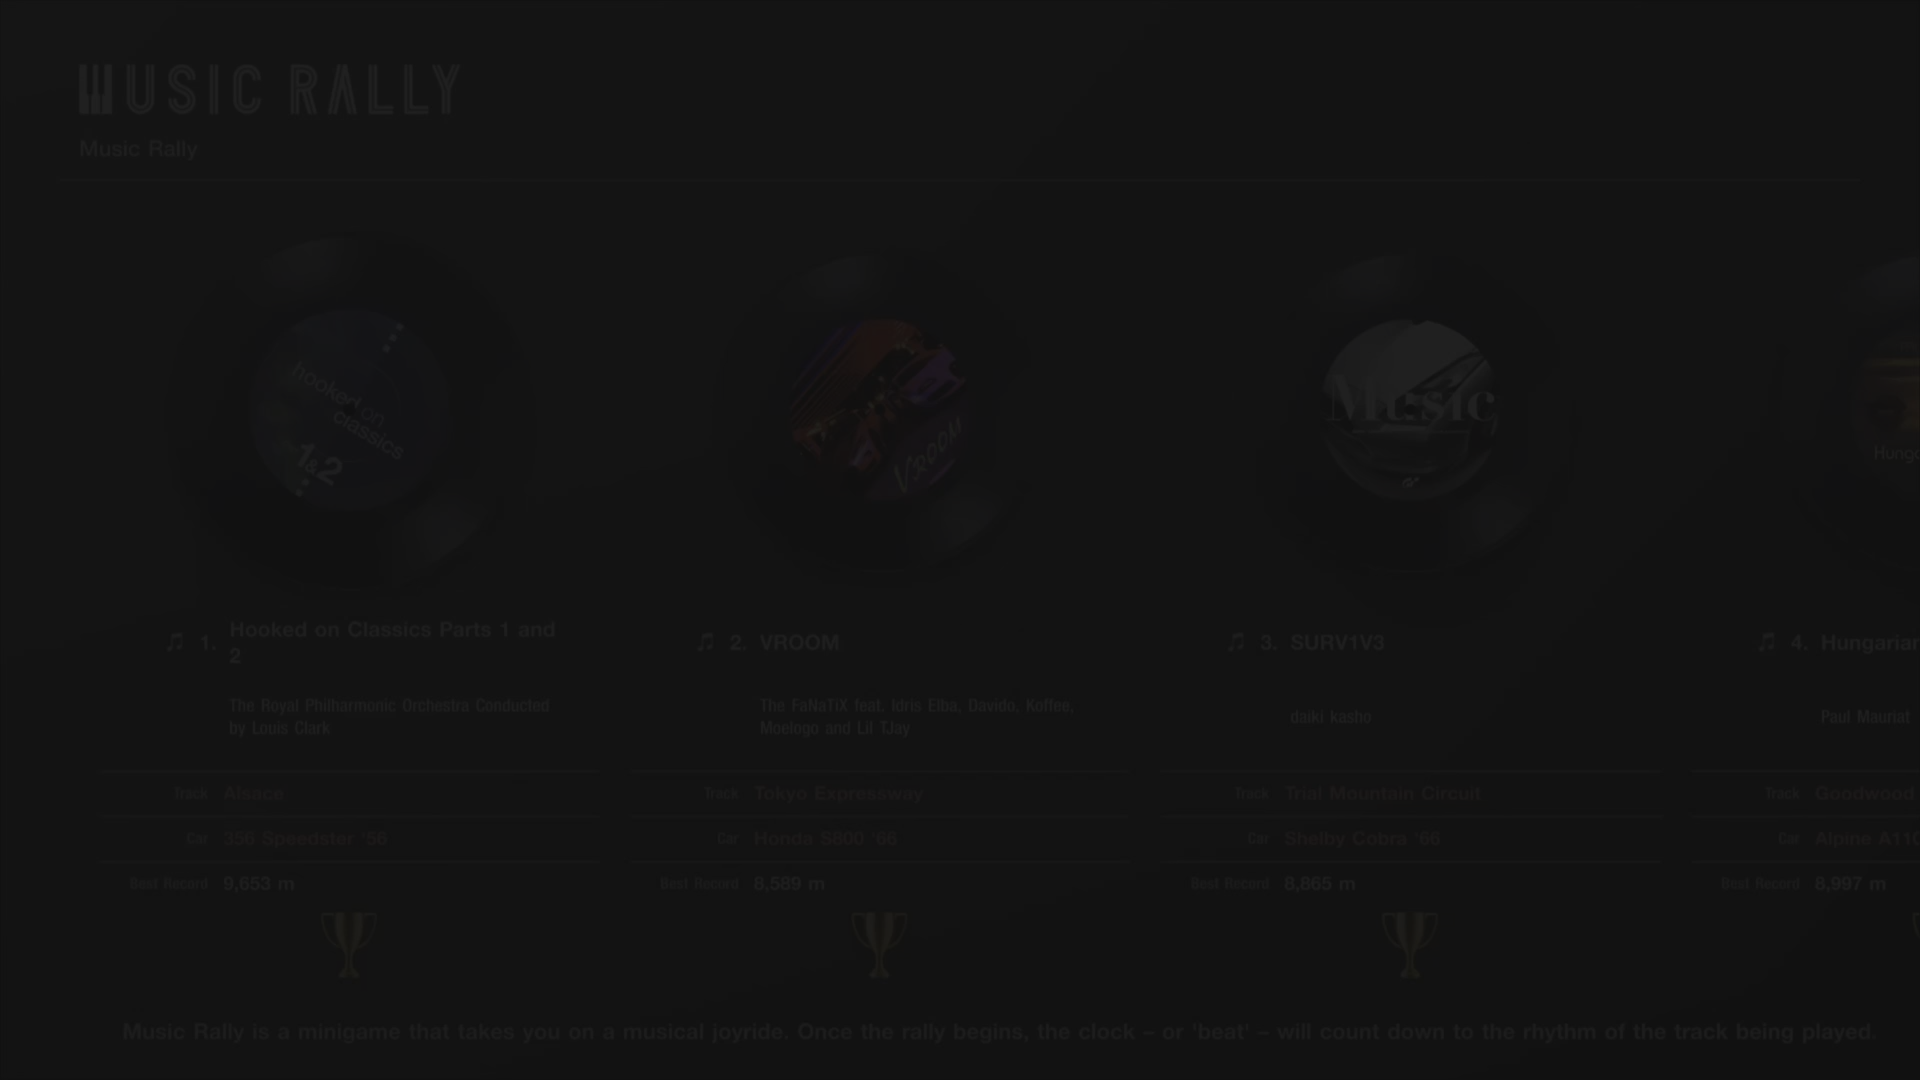 MUSIC RALLY
Music Rally
hooked on
classics
1&2
VROOM
Music
1. Hooked on Classics Parts 1 and
2
The Royal Philharmonic Orchestra Conducted
by Louis Clark
Track Alsace
Car 356 Speedster '56
Best Record 9,653 m
2. VROOM
The FaNaTiX feat. Idris Elba, Davido, Koffee,
Moelogo and Lil TJay
Track Tokyo Expressway
Car Honda S800 '66
Best Record 8,589 m
3. SURV1V3
daiki kasho
Track Trial Mountain Circuit
Car Shelby Cobra '66
Best Record 8,865 m
4. Hungarian
Paul Mauriat
Track Goodwood
Car Alpine A110
Best Record 8,997 m
Music Rally is a minigame that takes you on a musical joyride. Once the rally begins, the clock – or 'beat' – will count down to the rhythm of the track being played.